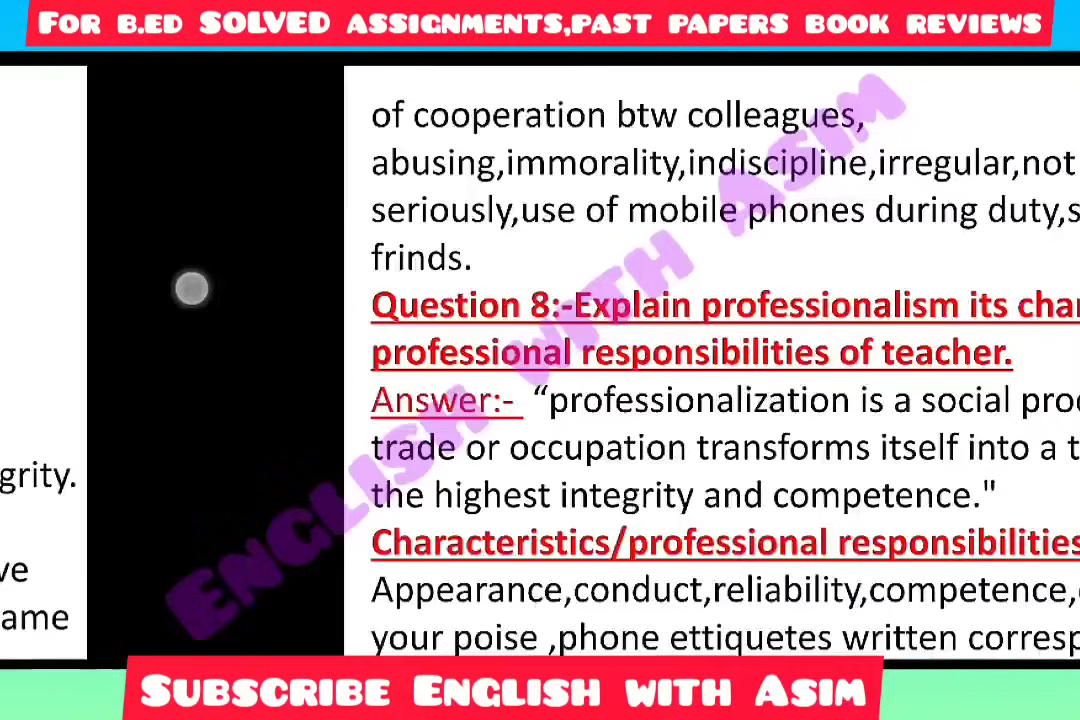 FOR B.ED SOLVED ASSIGNMENTS,PAST PAPERS BOOK REVIEWS
grity.
ve
ame
of cooperation btw colleagues,
abusing,immorality,indiscipline,irregular,not
seriously,use of mobile phones during duty,s
frinds.
Question 8:-Explain professionalism its char
professional responsibilities of teacher.
Answer:- “professionalization is a social proc
trade or occupation transforms itself into a t
the highest integrity and competence."
Characteristics/professional responsibilities
Appearance,conduct,reliability,competence,
your poise ,phone ettiquetes written corresp
ENGLISH WITH ASIM
SUBSCRIBE ENGLISH WITH ASIM